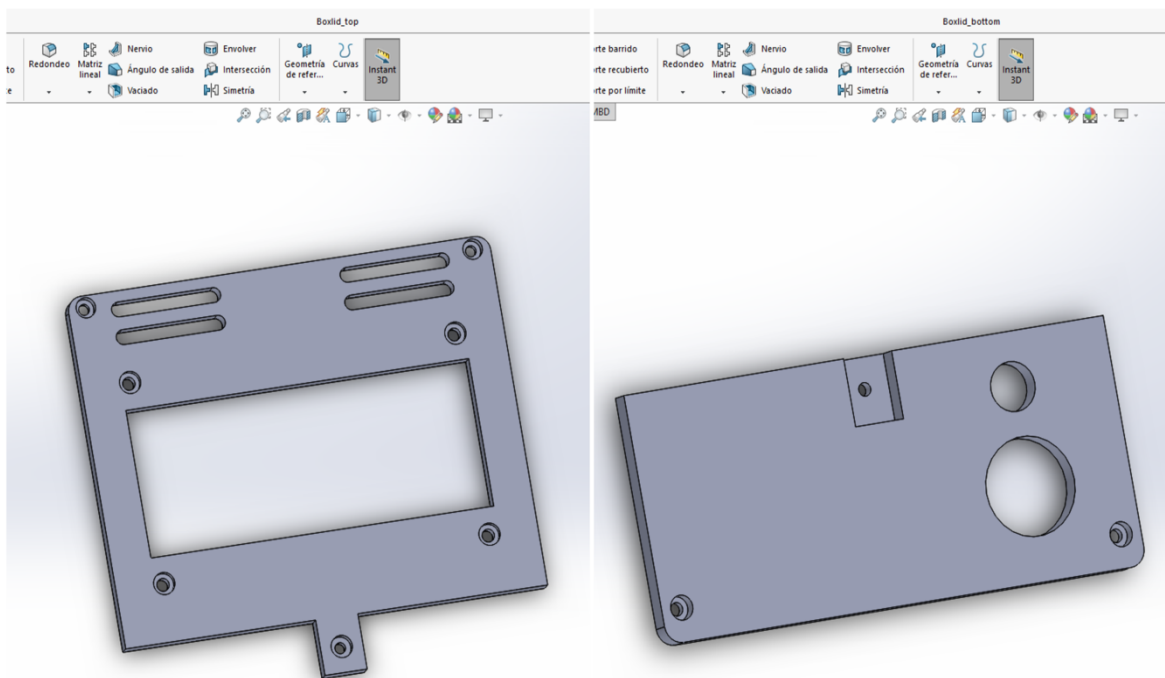 Boxlid_top
Redondeo
Matriz
lineal
Nervio
Ángulo de salida
Vaciado
Envolver
Intersección
Simetría
Geometría
de refer...
Curvas
Instant
3D
Boxlid_bottom
rte barrido
orte recubierto
rte por límite
Redondeo
Matriz
lineal
Nervio
Ángulo de salida
Vaciado
Envolver
Intersección
Simetría
Geometría
de refer...
Curvas
Instant
3D
MBD